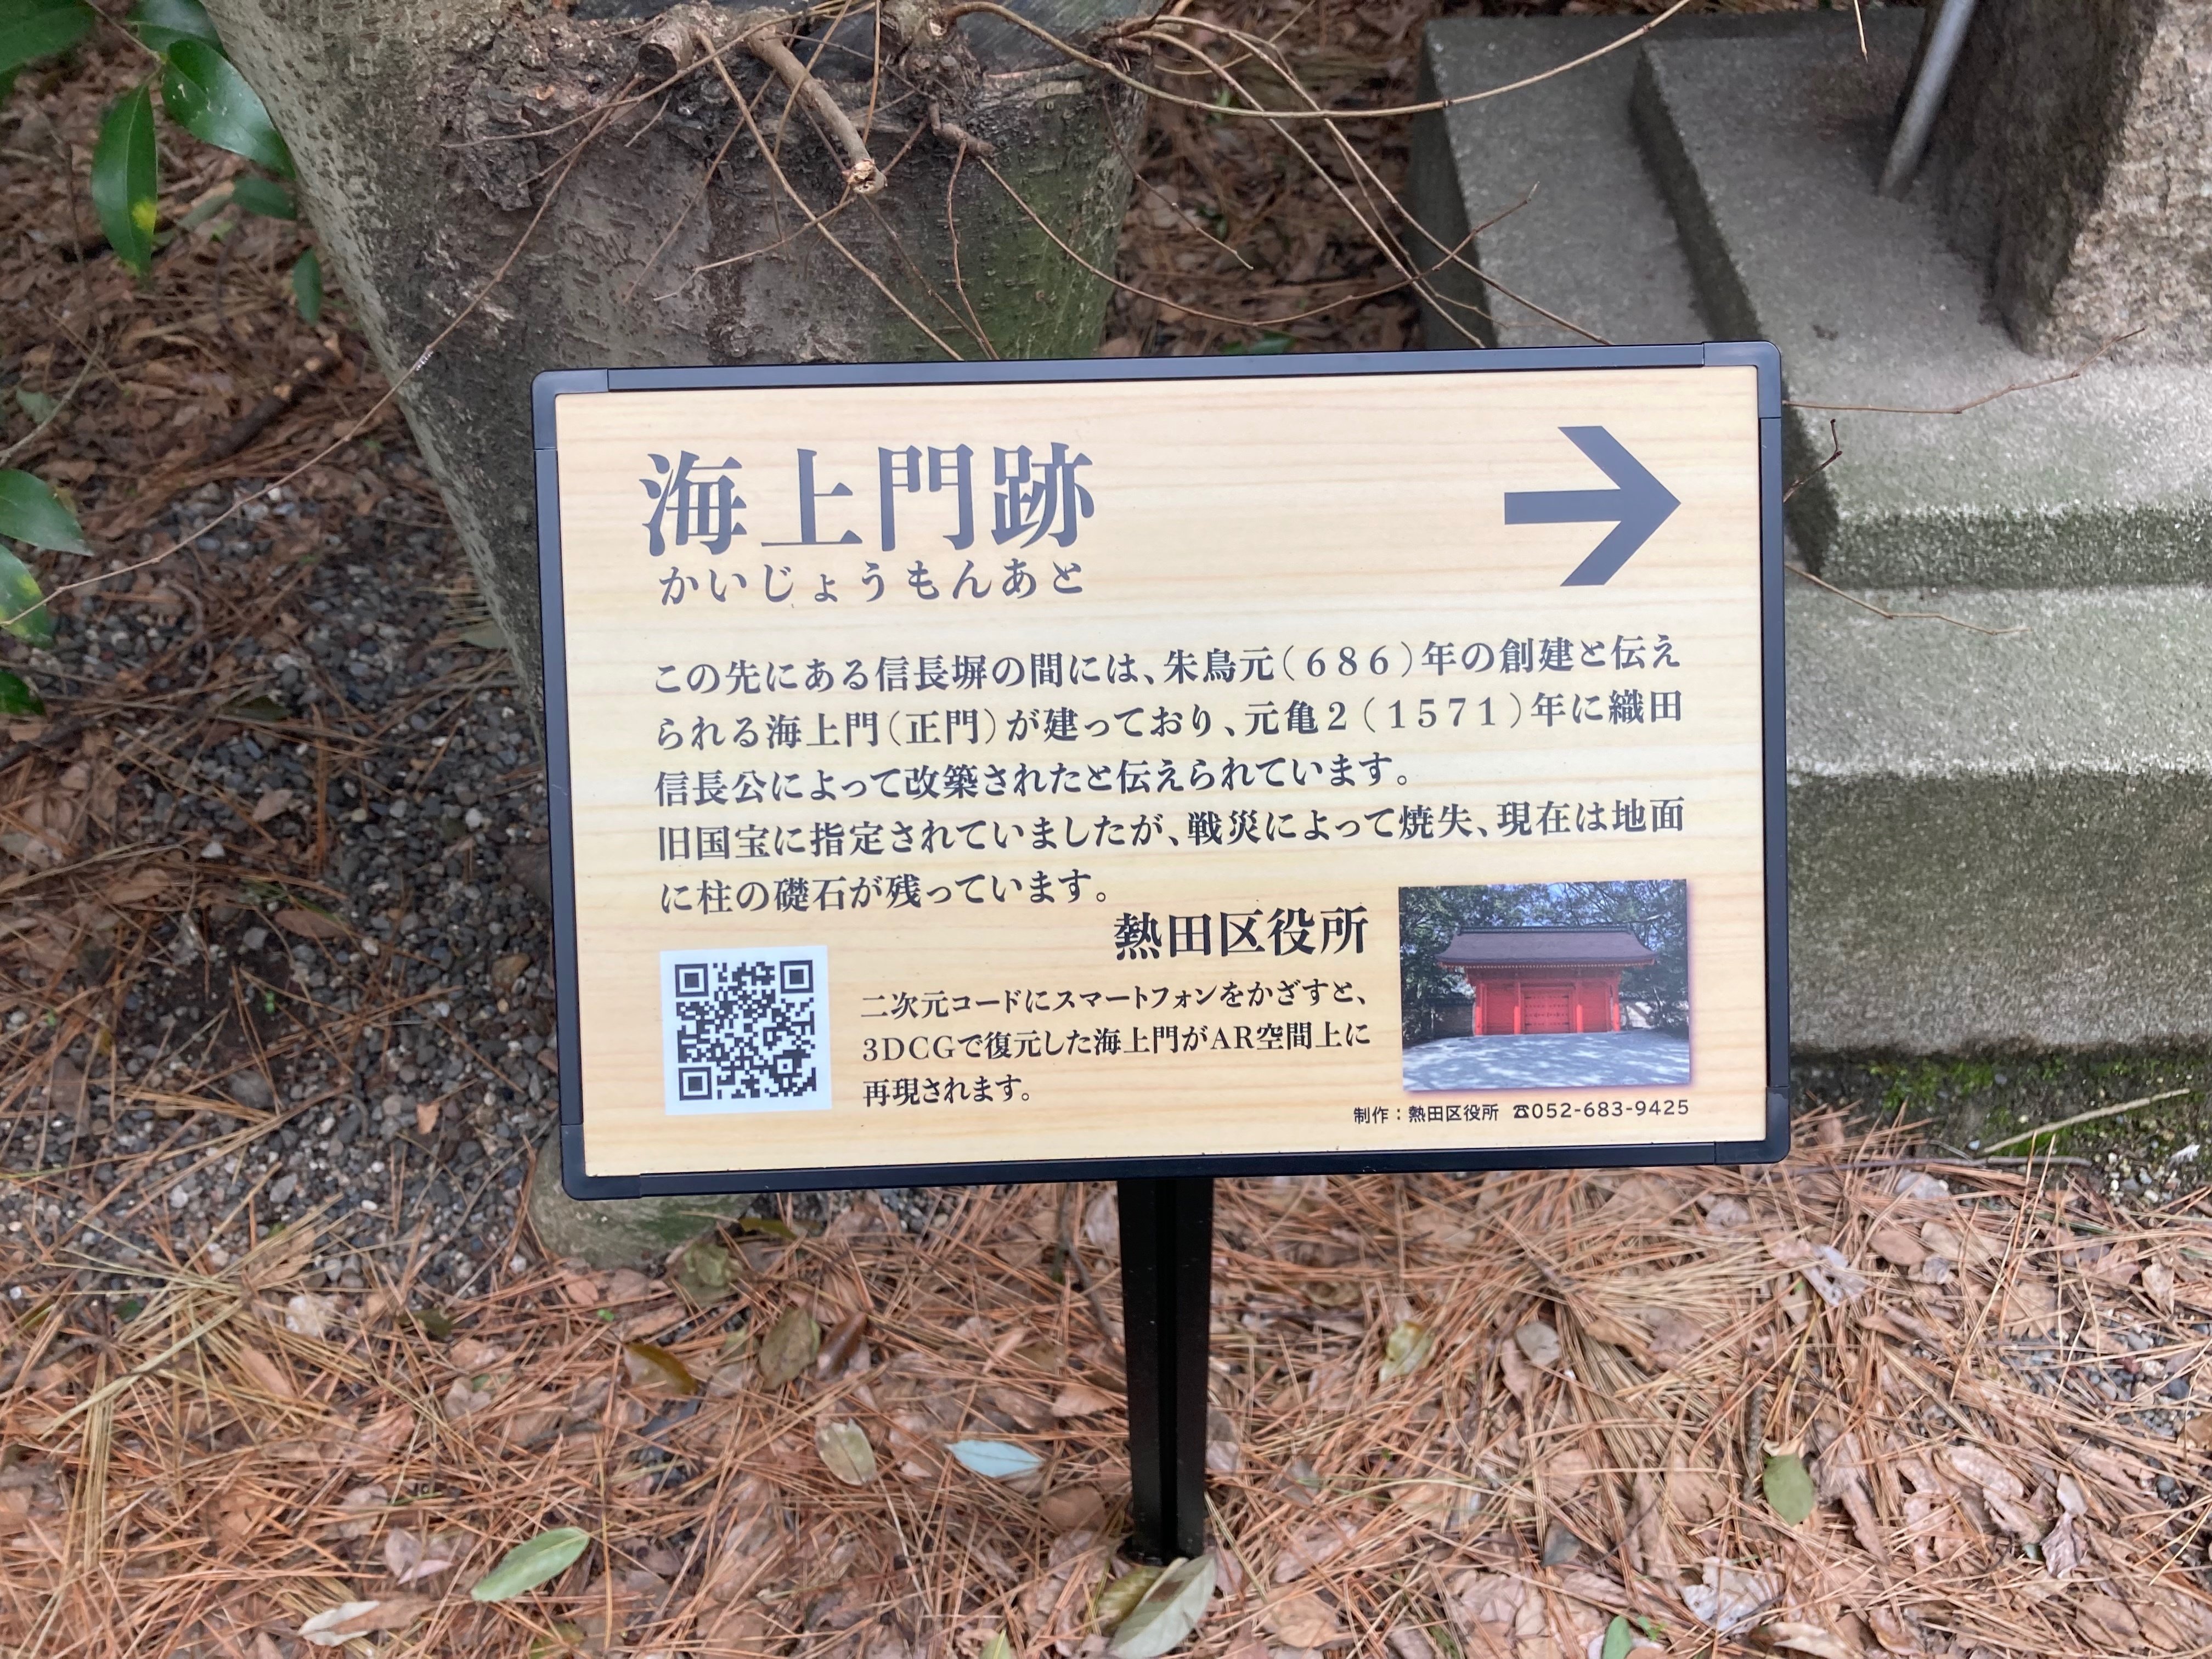 海上門跡
かいじょうもんあと
この先にある信長塀の間には、朱鳥元(686)年の創建と伝え
られる海上門(正門)が建っており、元亀2(1571)年に織田
信長公によって改築されたと伝えられています。
旧国宝に指定されていましたが、戦災によって焼失、現在は地面
に柱の礎石が残っています。
熱田区役所
二次元コードにスマートフォンをかざすと、
3DCGで復元した海上門がAR空間上に
再現されます。
制作:熱田区役所 ☎052-683-9425